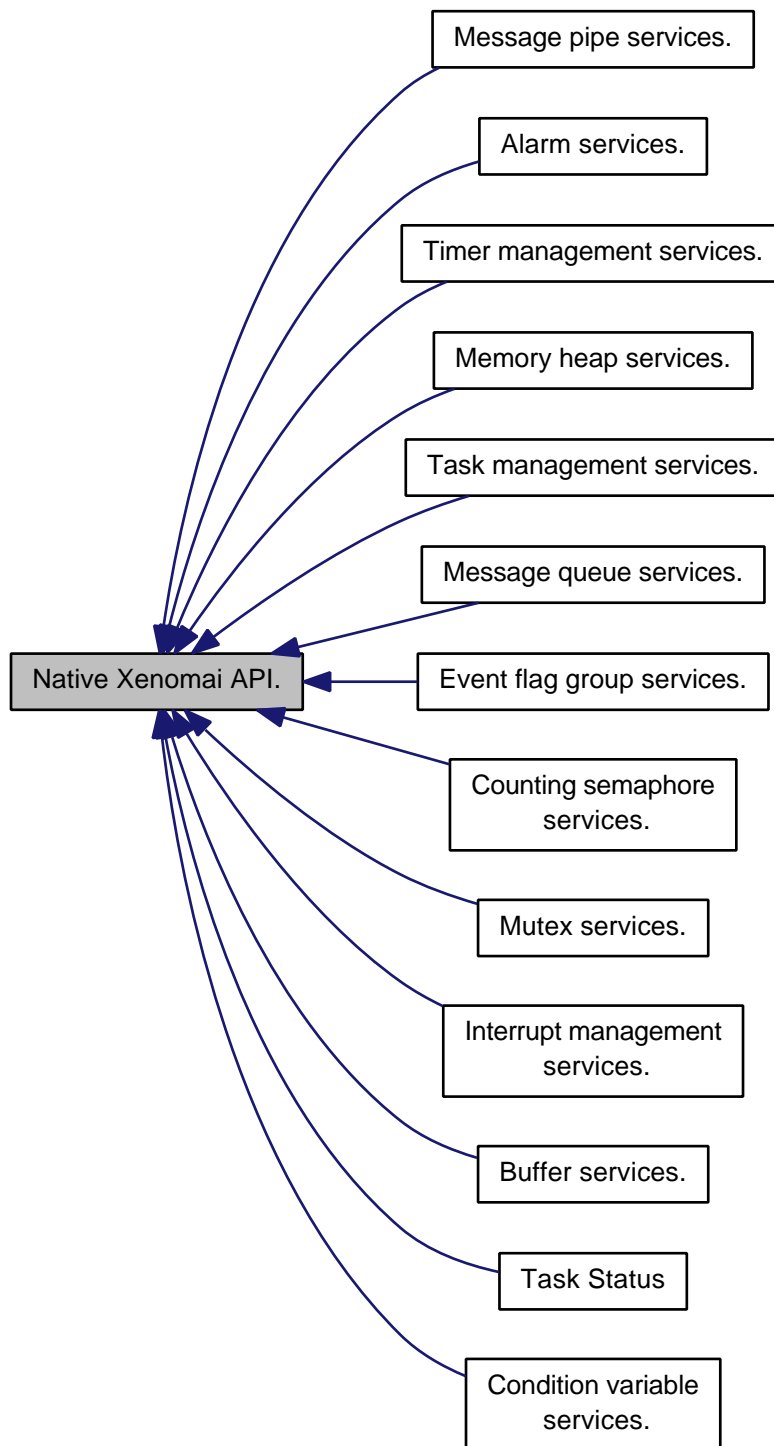 Message pipe services.
Alarm services.
Timer management services.
Memory heap services.
Task management services.
Message queue services.
Native Xenomai API.
Event flag group services.
Counting semaphore
services.
Mutex services.
Interrupt management
services.
Buffer services.
Task Status
Condition variable
services.